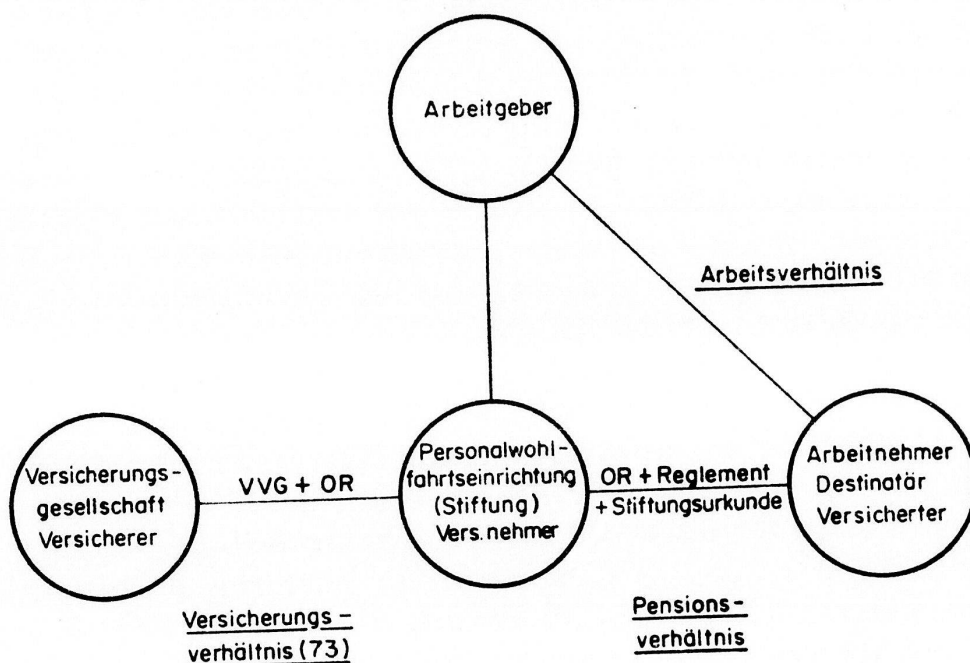 Arbeitgeber
Arbeitsverhältnis
Versicherungs-
gesellschaft
Versicherer
VVG + OR
Personalwohl-
fahrtseinrichtung
(Stiftung)
Vers.nehmer
OR + Reglement
+ Stiftungsurkunde
Arbeitnehmer
Destinatär
Versicherter
Versicherungs-
verhältnis (73)
Pensions-
verhältnis